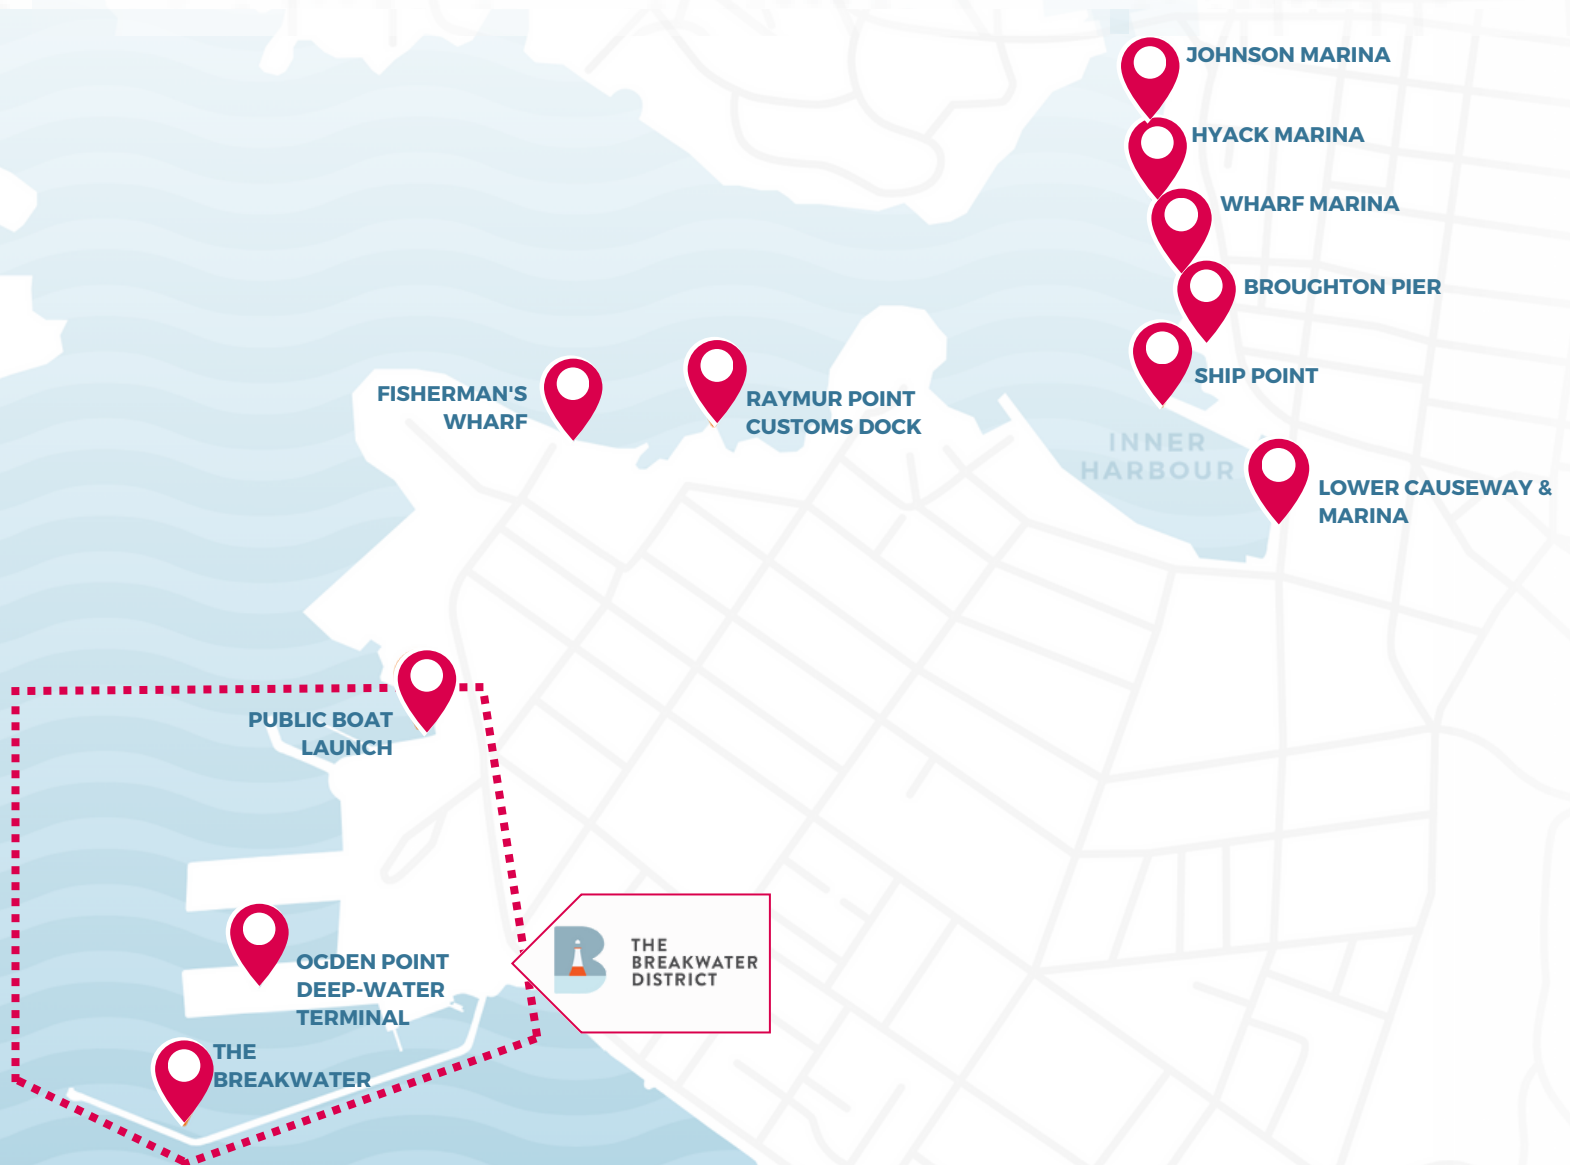 JOHNSON MARINA
HYACK MARINA
WHARF MARINA
BROUGHTON PIER
SHIP POINT
FISHERMAN'S
WHARF
RAYMUR POINT
CUSTOMS DOCK
INNER
HARBOUR
LOWER CAUSEWAY &
MARINA
PUBLIC BOAT
LAUNCH
THE
BREAKWATER
DISTRICT
OGDEN POINT
DEEP-WATER
TERMINAL
THE
BREAKWATER